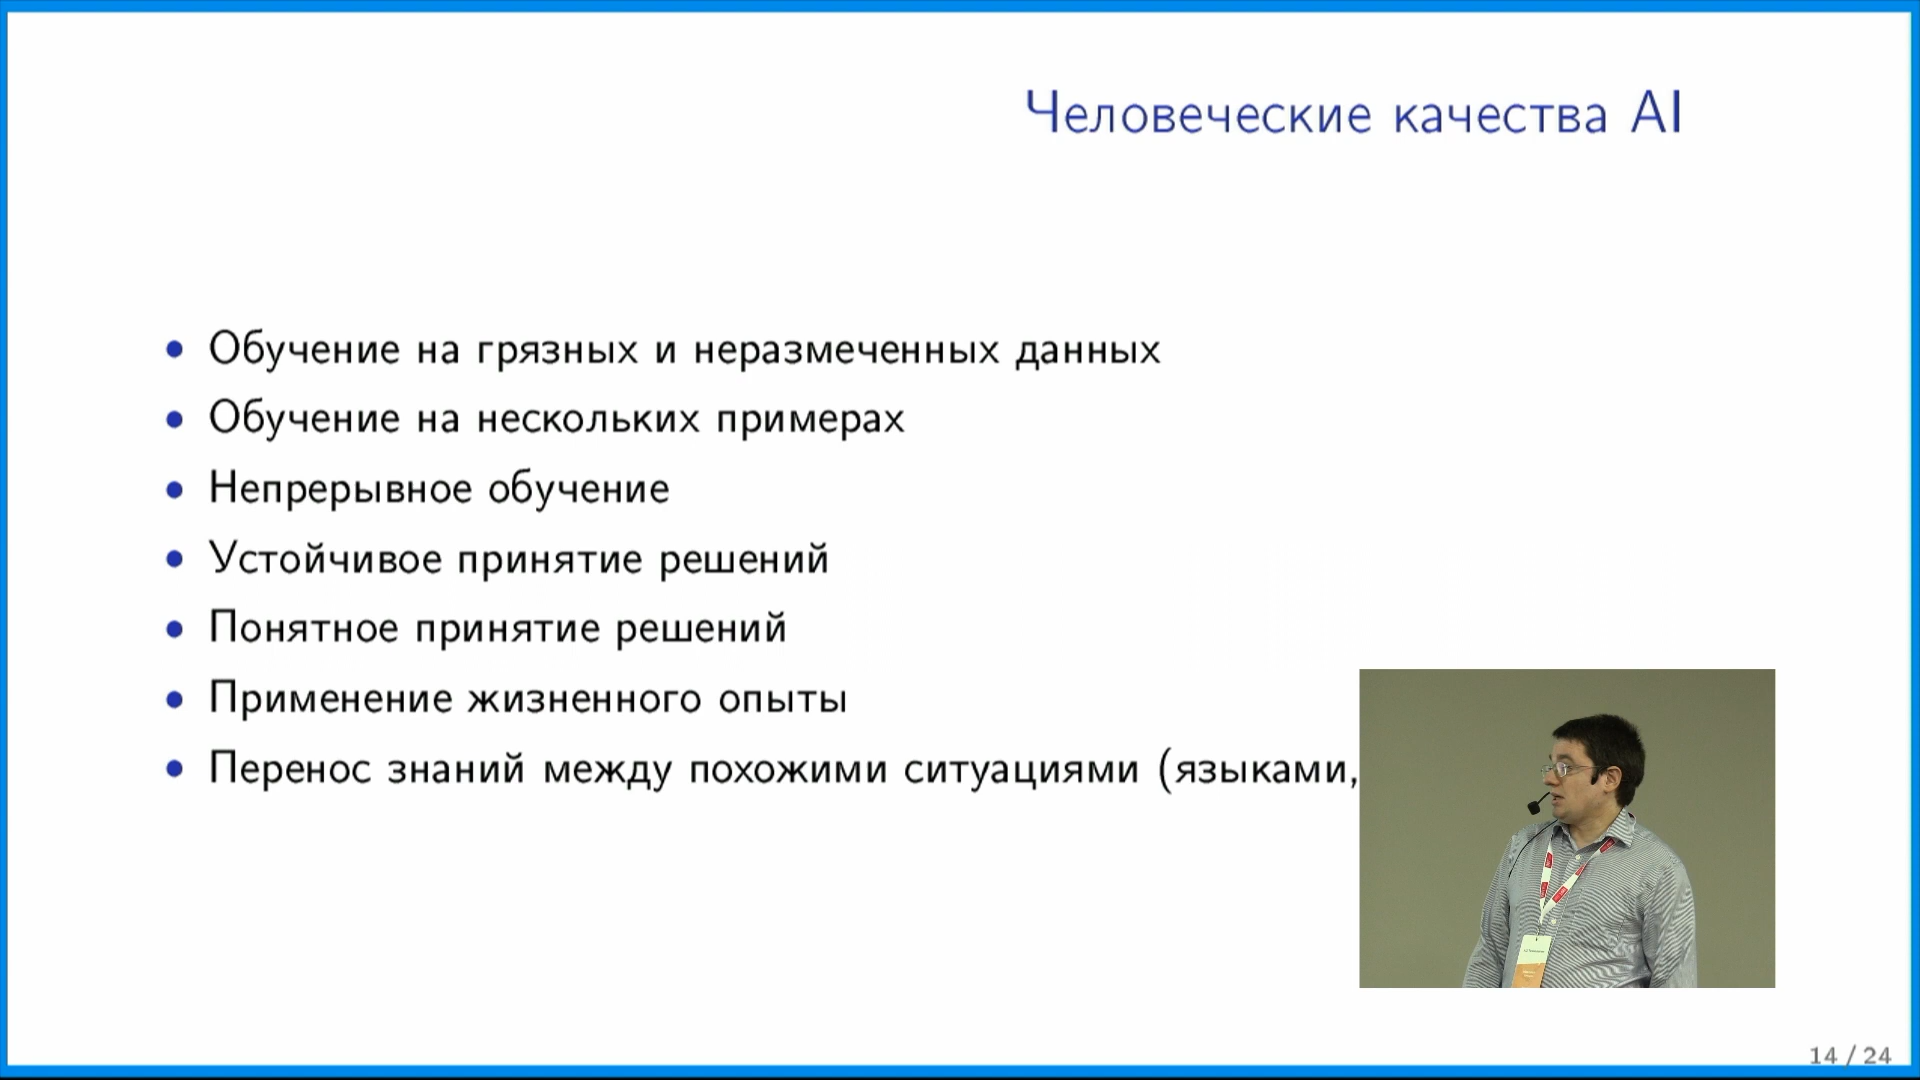 Человеческие качества AI
• Обучение на грязных и неразмеченных данных
• Обучение на нескольких примерах
• Непрерывное обучение
• Устойчивое принятие решений
• Понятное принятие решений
• Применение жизненного опыты
• Перенос знаний между похожими ситуациями (языками,
14 / 24